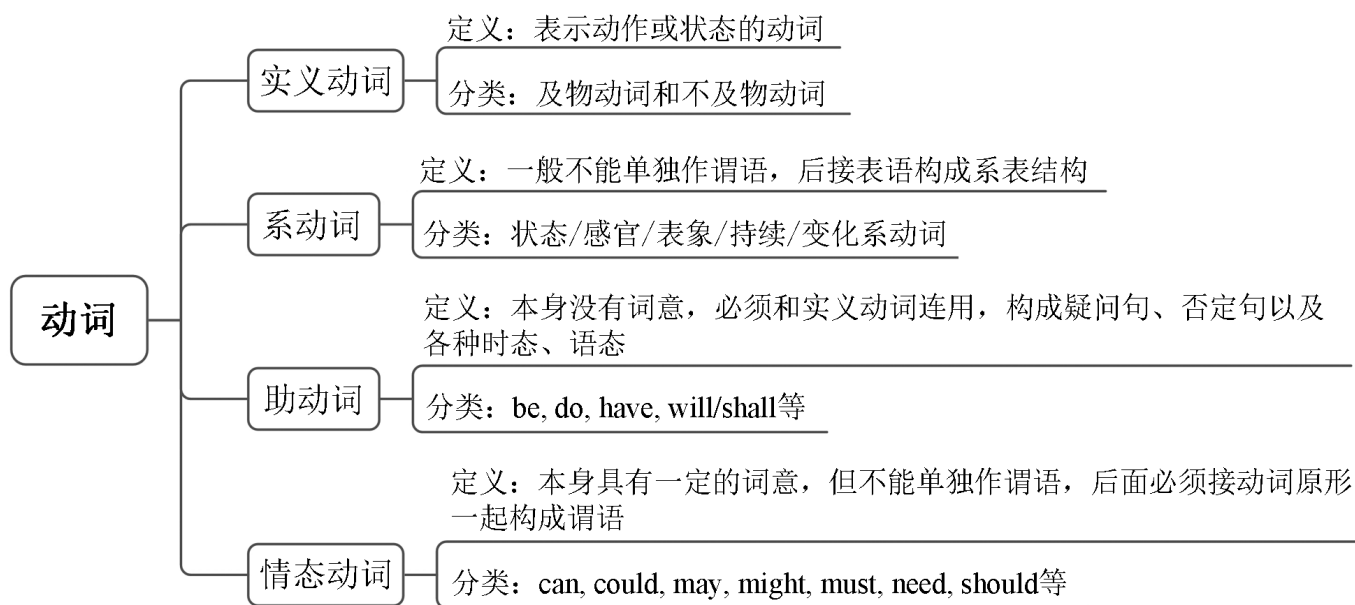 动词
实义动词
定义：表示动作或状态的动词
分类：及物动词和不及物动词
系动词
定义：一般不能单独作谓语，后接表语构成系表结构
分类：状态/感官/表象/持续/变化系动词
助动词
定义：本身没有词意，必须和实义动词连用，构成疑问句、否定句以及
各种时态、语态
分类：be, do, have, will/shall等
情态动词
定义：本身具有一定的词意，但不能单独作谓语，后面必须接动词原形
一起构成谓语
分类：can, could, may, might, must, need, should等